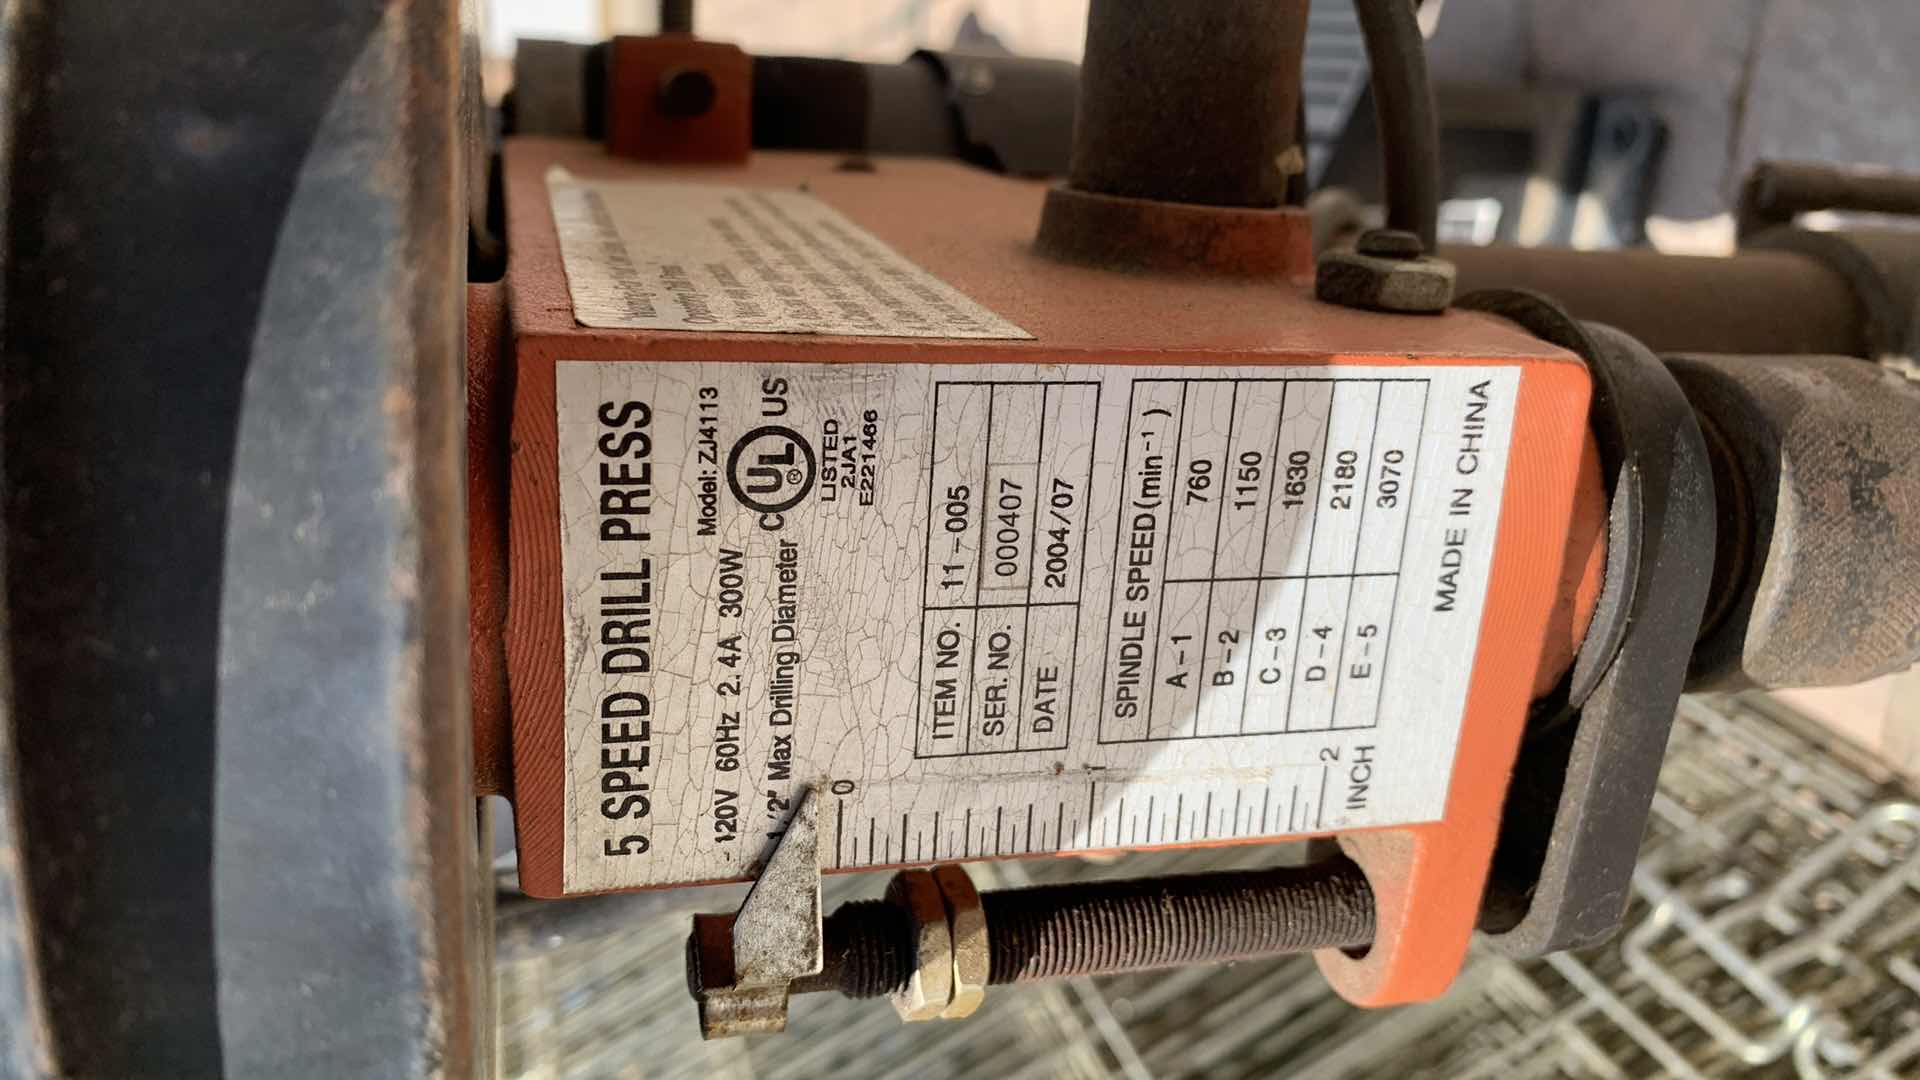 5 SPEED DRILL PRESS
Model: ZJ4113
~120V 60Hz 2.4A 300W
1/2" Max Drilling Diameter
C UL ® US
LISTED
2JA1
E221466
ITEM NO. 11-005
SER. NO. 000407
DATE 2004/07
SPINDLE SPEED(min⁻¹)
A-1 760
B-2 1150
C-3 1630
D-4 2180
E-5 3070
0 1 2
INCH
MADE IN CHINA